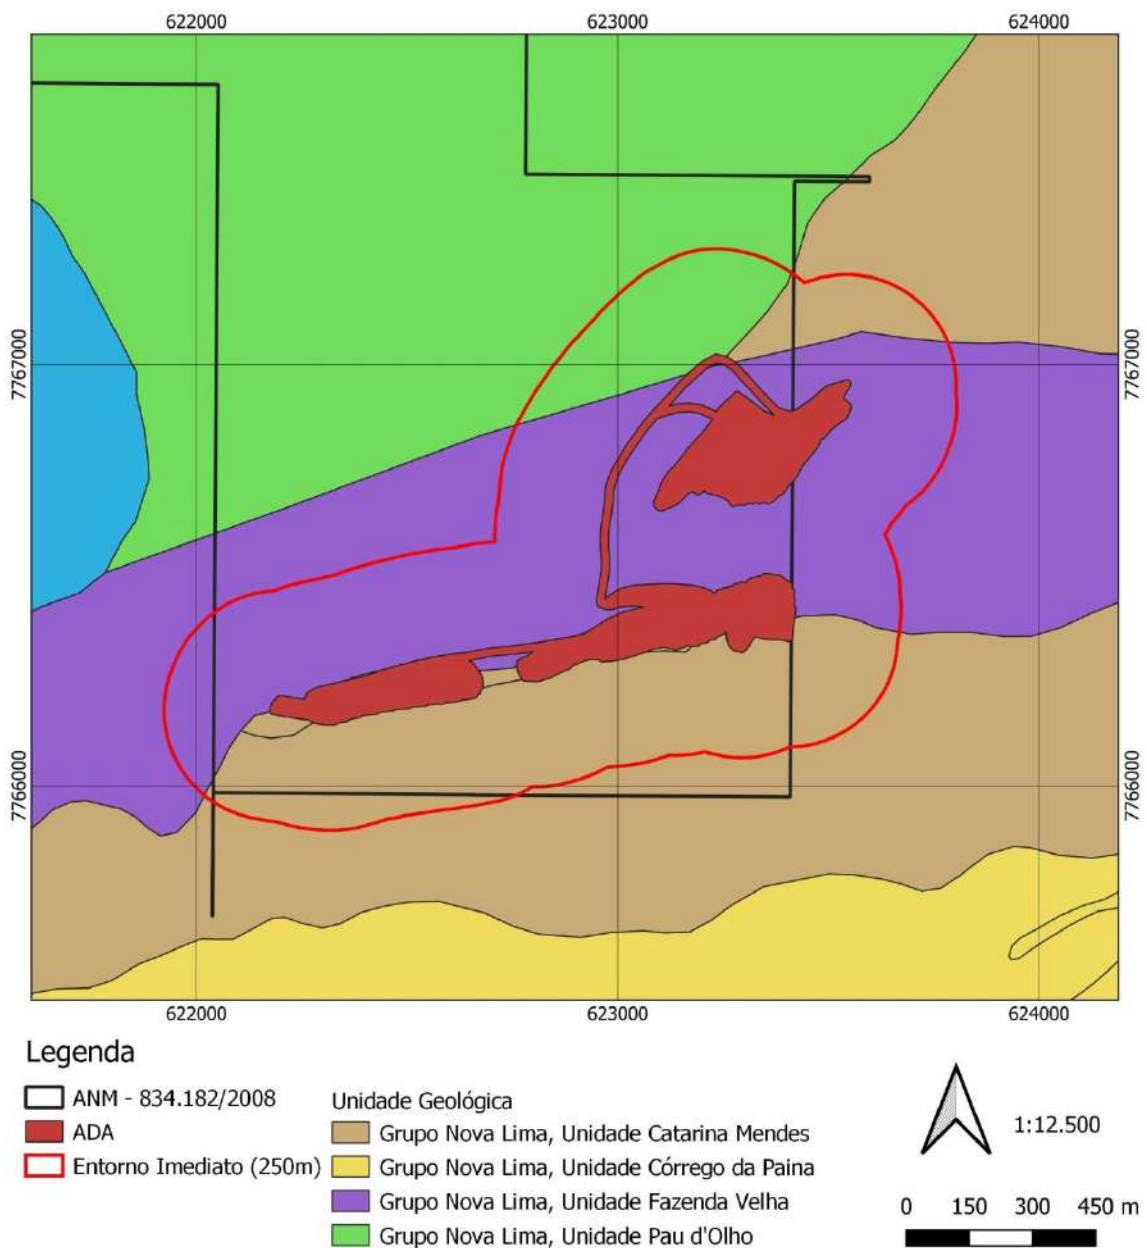 622000 623000 624000
7767000 7767000
7766000 7766000
622000 623000 624000
Legenda
ANM - 834.182/2008
ADA
Entorno Imediato (250m)
Unidade Geológica
Grupo Nova Lima, Unidade Catarina Mendes
Grupo Nova Lima, Unidade Córrego da Paina
Grupo Nova Lima, Unidade Fazenda Velha
Grupo Nova Lima, Unidade Pau d'Olho
1:12.500
0 150 300 450 m